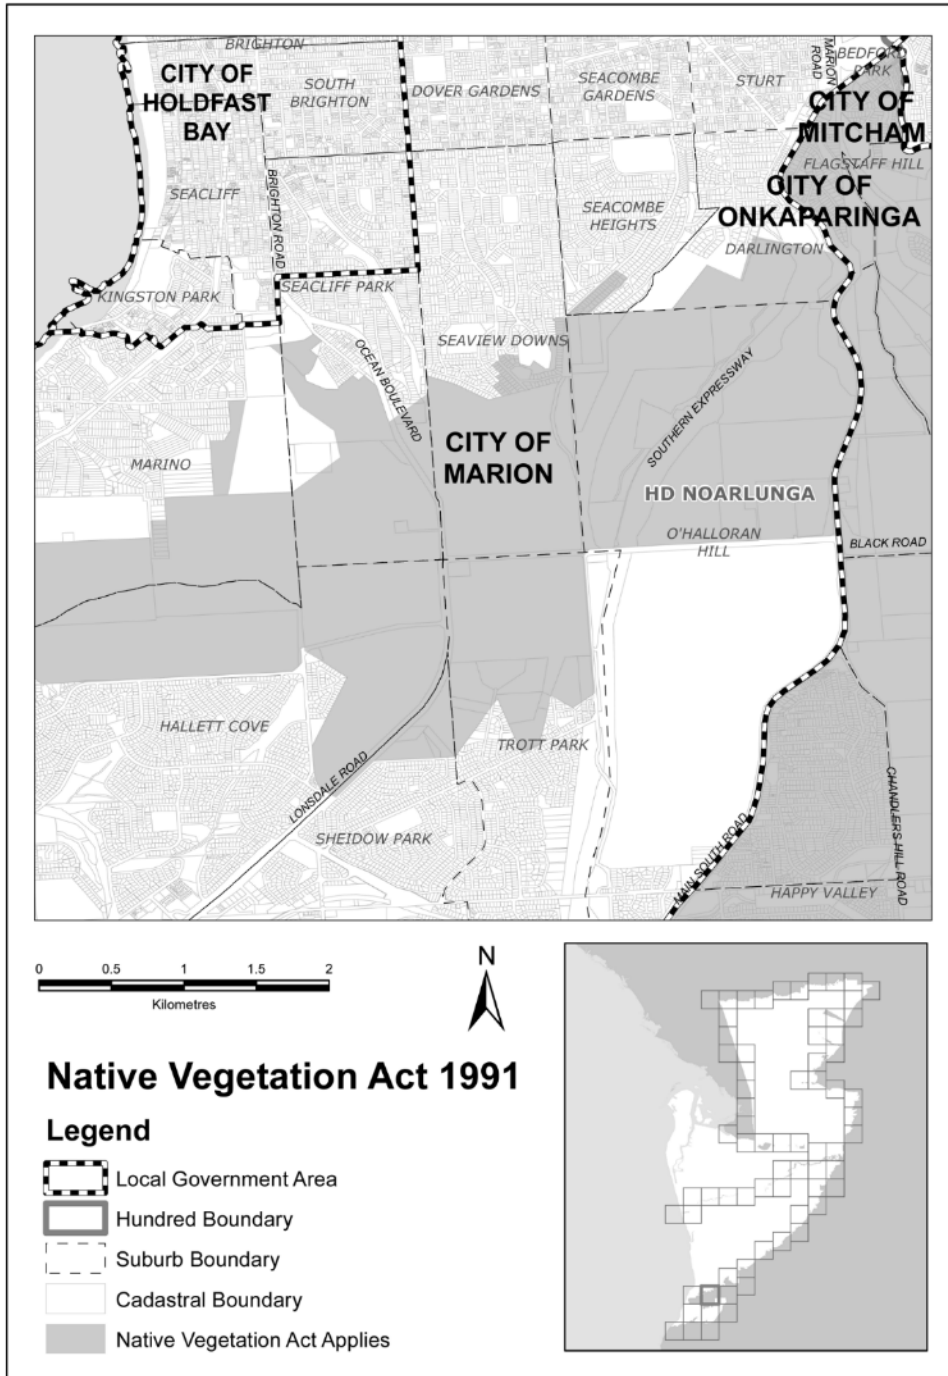 BRIGHTON
CITY OF
HOLDFAST
BAY
SOUTH
BRIGHTON
DOVER GARDENS
SEACOMBE
GARDENS
STURT
MARION
ROAD
BEDFORD
PARK
CITY OF
MITCHAM
FLAGSTAFF HILL
CITY OF
ONKAPARINGA
SEACLIFF
BRIGHTON ROAD
SEACOMBE
HEIGHTS
DARLINGTON
KINGSTON PARK
SEACLIFF PARK
SEAVIEW DOWNS
OCEAN BOULEVARD
SOUTHERN EXPRESSWAY
CITY OF
MARION
MARINO
HD NOARLUNGA
O'HALLORAN
HILL
BLACK ROAD
HALLETT COVE
TROTT PARK
LONSDALE ROAD
SHEIDOW PARK
MAIN SOUTH ROAD
CHANDLERS HILL ROAD
HAPPY VALLEY
0 0.5 1 1.5 2
Kilometres
N
Native Vegetation Act 1991
Legend
Local Government Area
Hundred Boundary
Suburb Boundary
Cadastral Boundary
Native Vegetation Act Applies